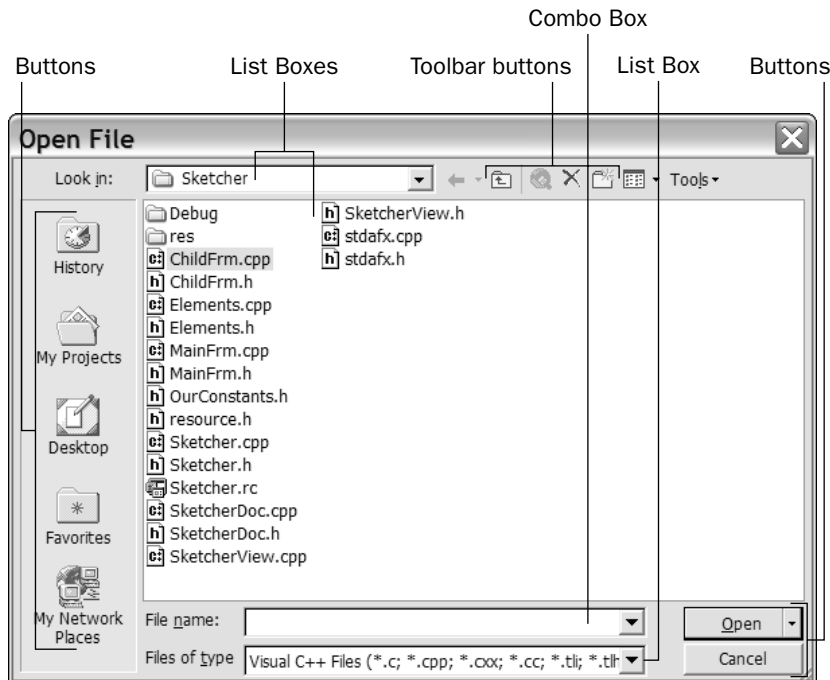 Combo Box
Buttons
List Boxes
Toolbar buttons
List Box
Buttons
Open File
Look in:
Sketcher
Tools
History
My Projects
Desktop
Favorites
My Network
Places
Debug
res
ChildFrm.cpp
ChildFrm.h
Elements.cpp
Elements.h
MainFrm.cpp
MainFrm.h
OurConstants.h
resource.h
Sketcher.cpp
Sketcher.h
Sketcher.rc
SketcherDoc.cpp
SketcherDoc.h
SketcherView.cpp
SketcherView.h
stdafx.cpp
stdafx.h
File name:
Open
Files of type
Visual C++ Files (*.c; *.cpp; *.cxx; *.cc; *.tli; *.tlh
Cancel